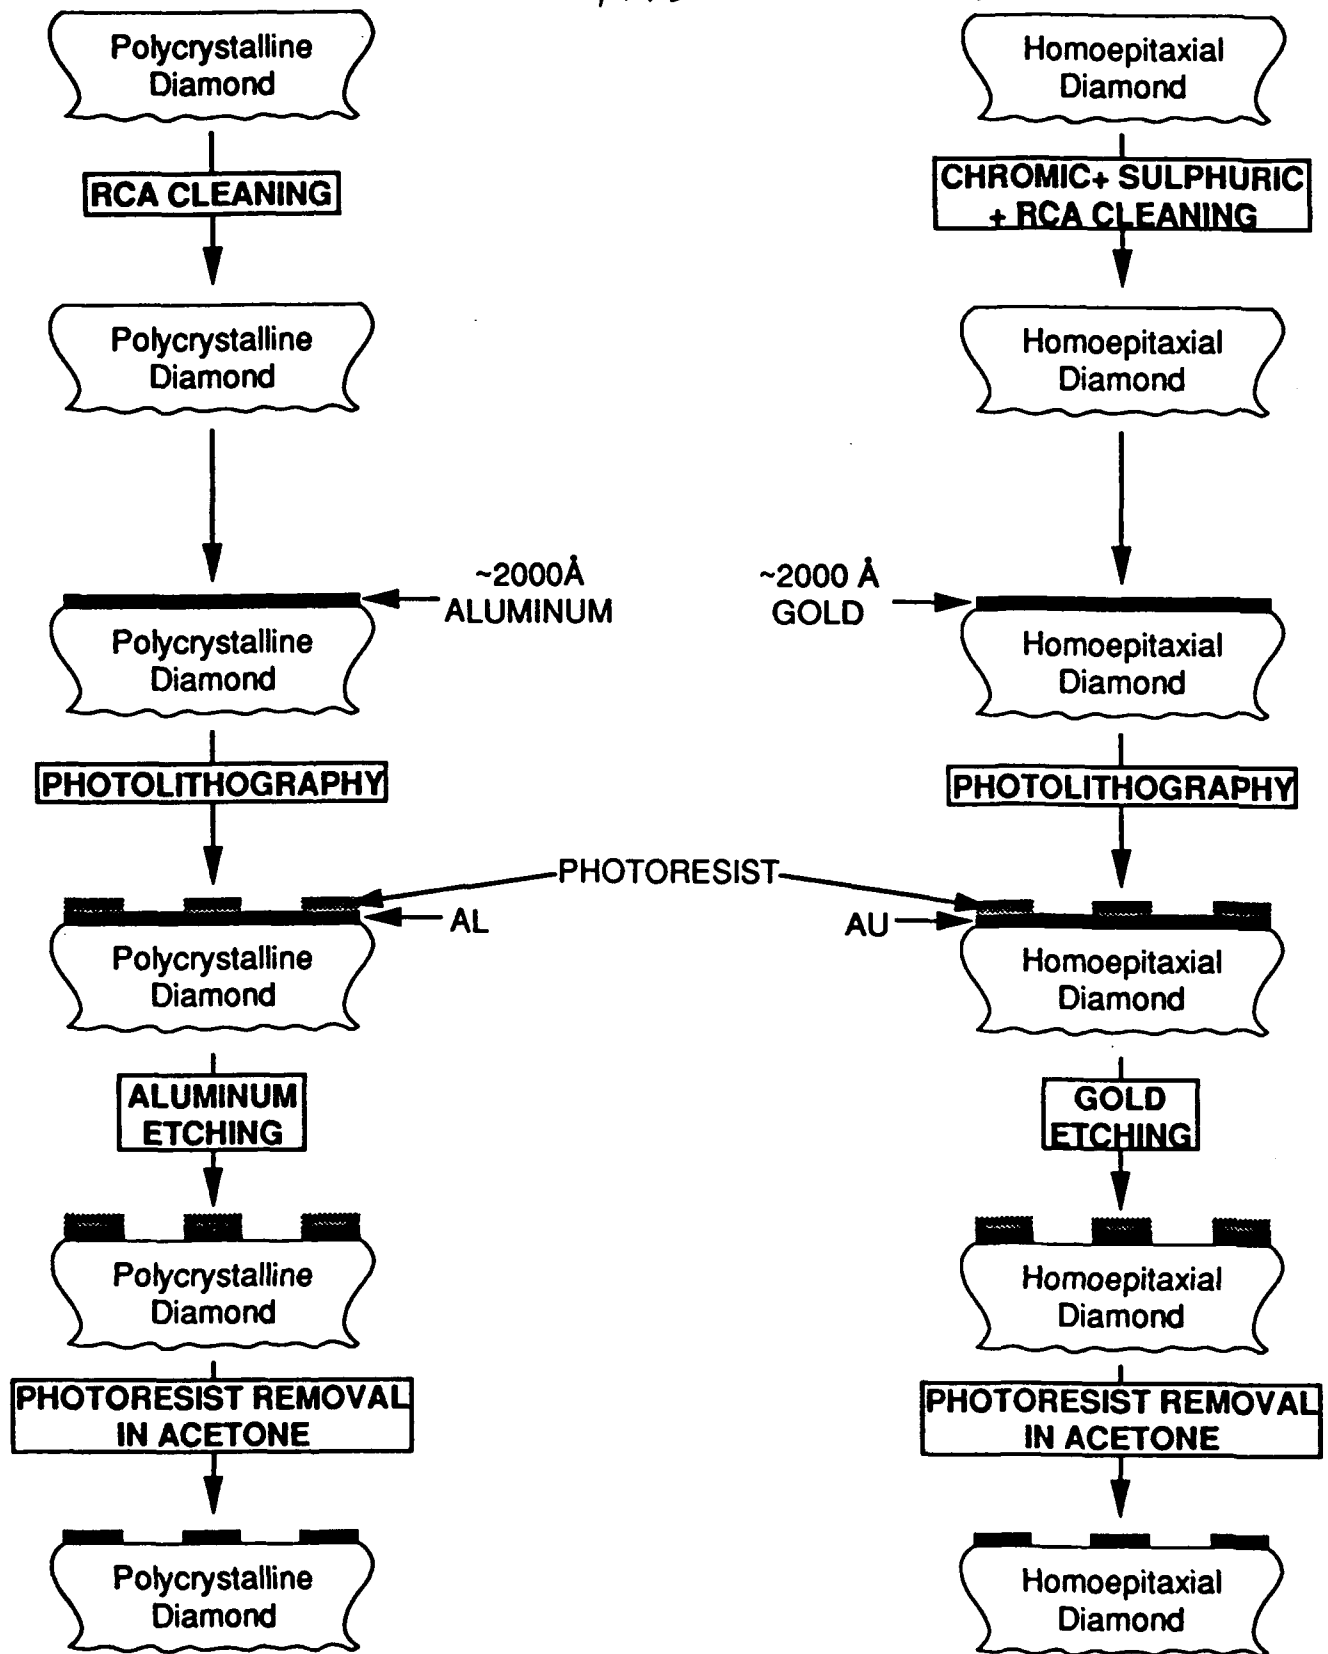 Polycrystalline
Diamond
RCA CLEANING
Polycrystalline
Diamond
~2000Å
ALUMINUM
Polycrystalline
Diamond
PHOTOLITHOGRAPHY
PHOTORESIST
AL
Polycrystalline
Diamond
ALUMINUM
ETCHING
Polycrystalline
Diamond
PHOTORESIST REMOVAL
IN ACETONE
Polycrystalline
Diamond
Homoepitaxial
Diamond
CHROMIC+ SULPHURIC
+ RCA CLEANING
Homoepitaxial
Diamond
~2000 Å
GOLD
Homoepitaxial
Diamond
PHOTOLITHOGRAPHY
AU
Homoepitaxial
Diamond
GOLD
ETCHING
Homoepitaxial
Diamond
PHOTORESIST REMOVAL
IN ACETONE
Homoepitaxial
Diamond